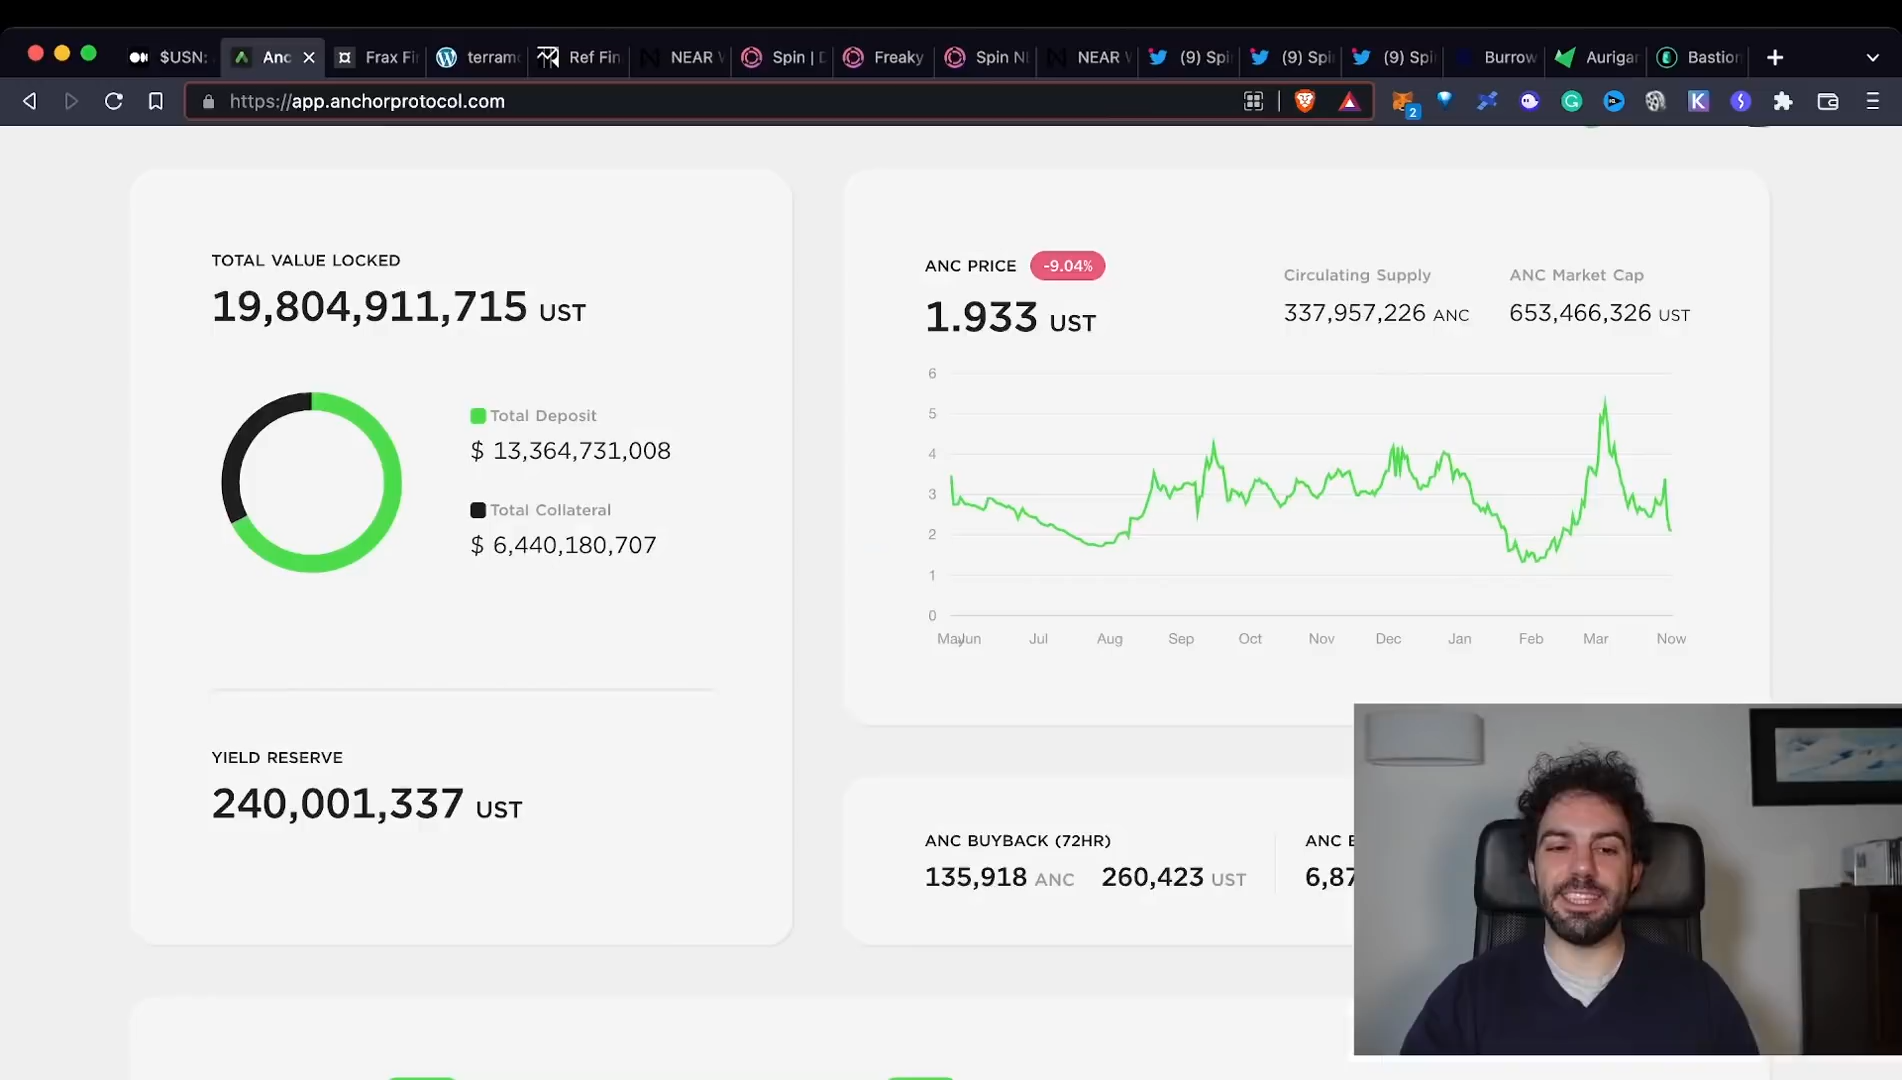 $USN:
Anc
Frax Fi
terram
Ref Fin
NEAR
Spin | D
Freaky
Spin N
NEAR
(9) Spi
(9) Spi
(9) Spi
Burrow
Auriga
Bastion
https://app.anchorprotocol.com
2
TOTAL VALUE LOCKED
19,804,911,715 UST
Total Deposit
$ 13,364,731,008
Total Collateral
$ 6,440,180,707
YIELD RESERVE
240,001,337 UST
ANC PRICE -9.04%
1.933 UST
Circulating Supply
337,957,226 ANC
ANC Market Cap
653,466,326 UST
6
5
4
3
2
1
0
May Jun Jul Aug Sep Oct Nov Dec Jan Feb Mar Now
ANC BUYBACK (72HR)
135,918 ANC 260,423 UST
ANC
6,87